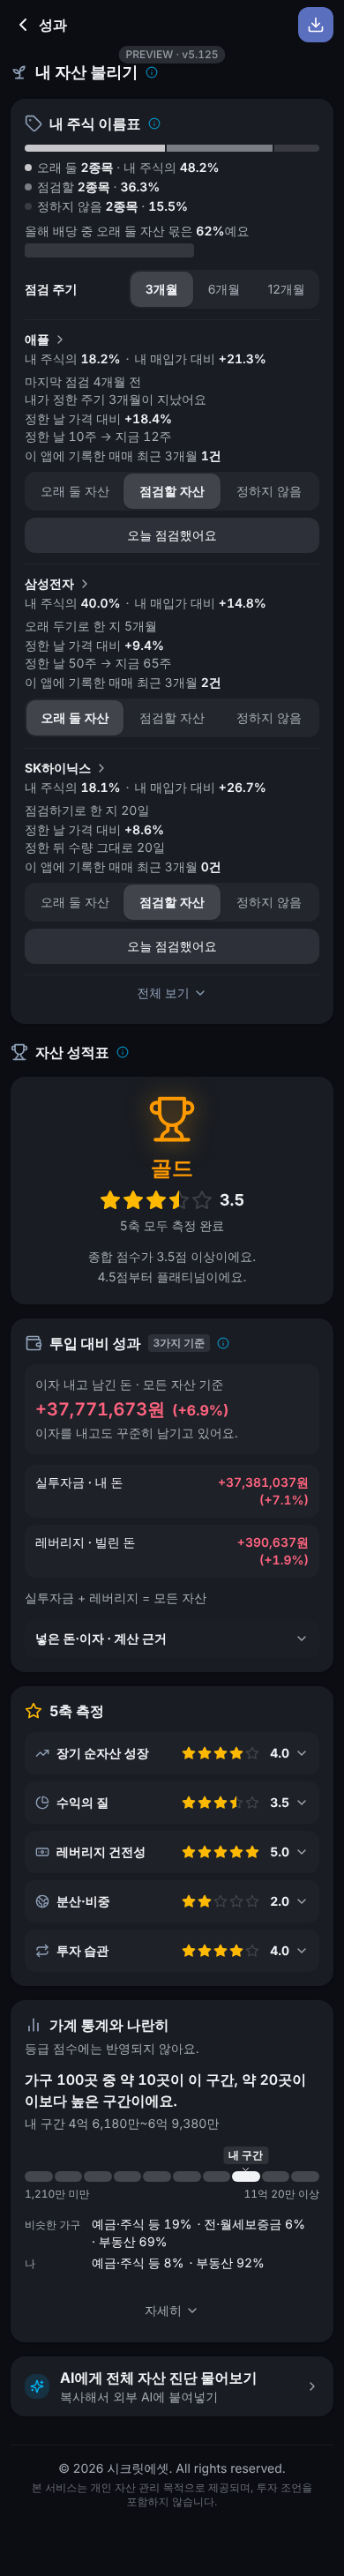 성과
PREVIEW · v5.125
내 자산 불리기
내 주식 이름표
오래 둘 2종목 · 내 주식의 48.2%
점검할 2종목 · 36.3%
정하지 않음 2종목 · 15.5%
올해 배당 중 오래 둘 자산 몫은 62%예요
점검 주기
3개월 6개월 12개월
애플
내 주식의 18.2% · 내 매입가 대비 +21.3%
마지막 점검 4개월 전
내가 정한 주기 3개월이 지났어요
정한 날 가격 대비 +18.4%
정한 날 10주 → 지금 12주
이 앱에 기록한 매매 최근 3개월 1건
오래 둘 자산 점검할 자산 정하지 않음
오늘 점검했어요
삼성전자
내 주식의 40.0% · 내 매입가 대비 +14.8%
오래 두기로 한 지 5개월
정한 날 가격 대비 +9.4%
정한 날 50주 → 지금 65주
이 앱에 기록한 매매 최근 3개월 2건
오래 둘 자산 점검할 자산 정하지 않음
SK하이닉스
내 주식의 18.1% · 내 매입가 대비 +26.7%
점검하기로 한 지 20일
정한 날 가격 대비 +8.6%
정한 뒤 수량 그대로 20일
이 앱에 기록한 매매 최근 3개월 0건
오래 둘 자산 점검할 자산 정하지 않음
오늘 점검했어요
전체 보기
자산 성적표
골드
3.5
5축 모두 측정 완료
종합 점수가 3.5점 이상이에요.
4.5점부터 플래티넘이에요.
투입 대비 성과 3가지 기준
이자 내고 남긴 돈 · 모든 자산 기준
+37,771,673원 (+6.9%)
이자를 내고도 꾸준히 남기고 있어요.
실투자금 · 내 돈 +37,381,037원
(+7.1%)
레버리지 · 빌린 돈 +390,637원
(+1.9%)
실투자금 + 레버리지 = 모든 자산
넣은 돈·이자 · 계산 근거
5축 측정
장기 순자산 성장 4.0
수익의 질 3.5
레버리지 건전성 5.0
분산·비중 2.0
투자 습관 4.0
가계 통계와 나란히
등급 점수에는 반영되지 않아요.
가구 100곳 중 약 10곳이 이 구간, 약 20곳이
이보다 높은 구간이에요.
내 구간 4억 6,180만~6억 9,380만
내 구간
1,210만 미만 11억 20만 이상
비슷한 가구 예금·주식 등 19% · 전·월세보증금 6%
· 부동산 69%
나 예금·주식 등 8% · 부동산 92%
자세히
AI에게 전체 자산 진단 물어보기
복사해서 외부 AI에 붙여넣기
© 2026 시크릿에셋. All rights reserved.
본 서비스는 개인 자산 관리 목적으로 제공되며, 투자 조언을
포함하지 않습니다.